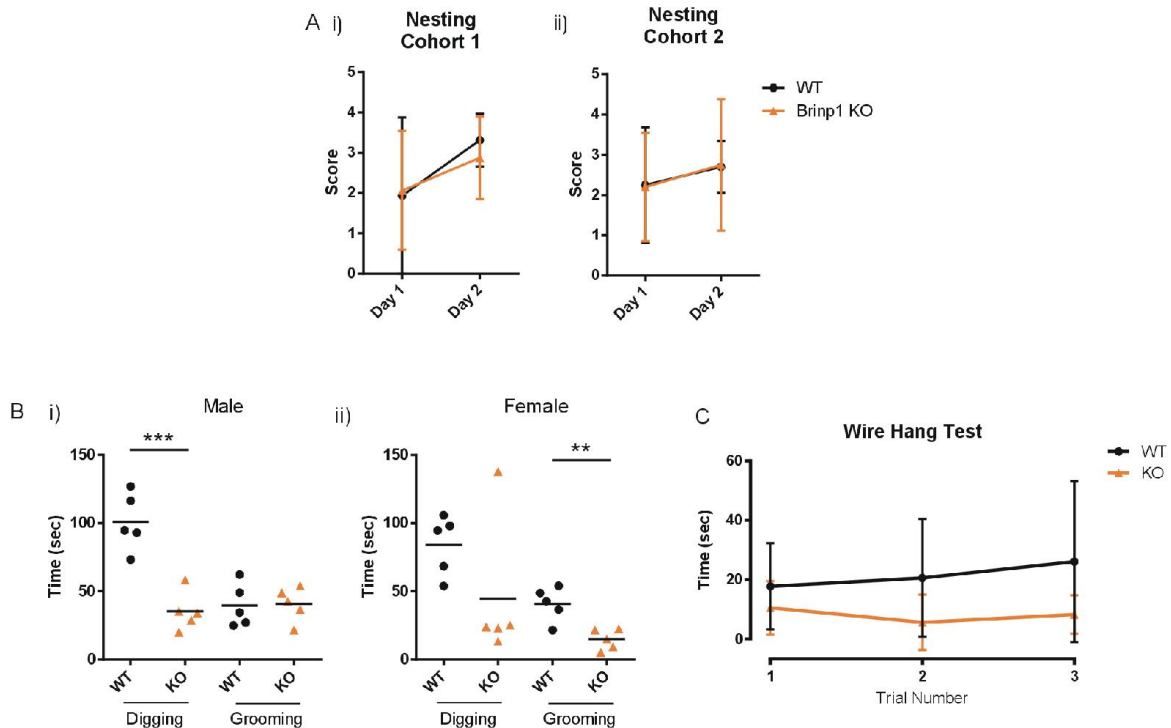 A i) Nesting Cohort 1
ii) Nesting Cohort 2
5
4
3
2
1
0
Score
Day 1
Day 2
5
4
3
2
1
0
Score
Day 1
Day 2
WT
Brinp1 KO
B i) Male
***
150
100
50
0
Time (sec)
WT
KO
WT
KO
Digging
Grooming
ii) Female
**
150
100
50
0
Time (sec)
WT
KO
WT
KO
Digging
Grooming
C
Wire Hang Test
WT
KO
60
40
20
0
Time (sec)
1
2
3
Trial Number